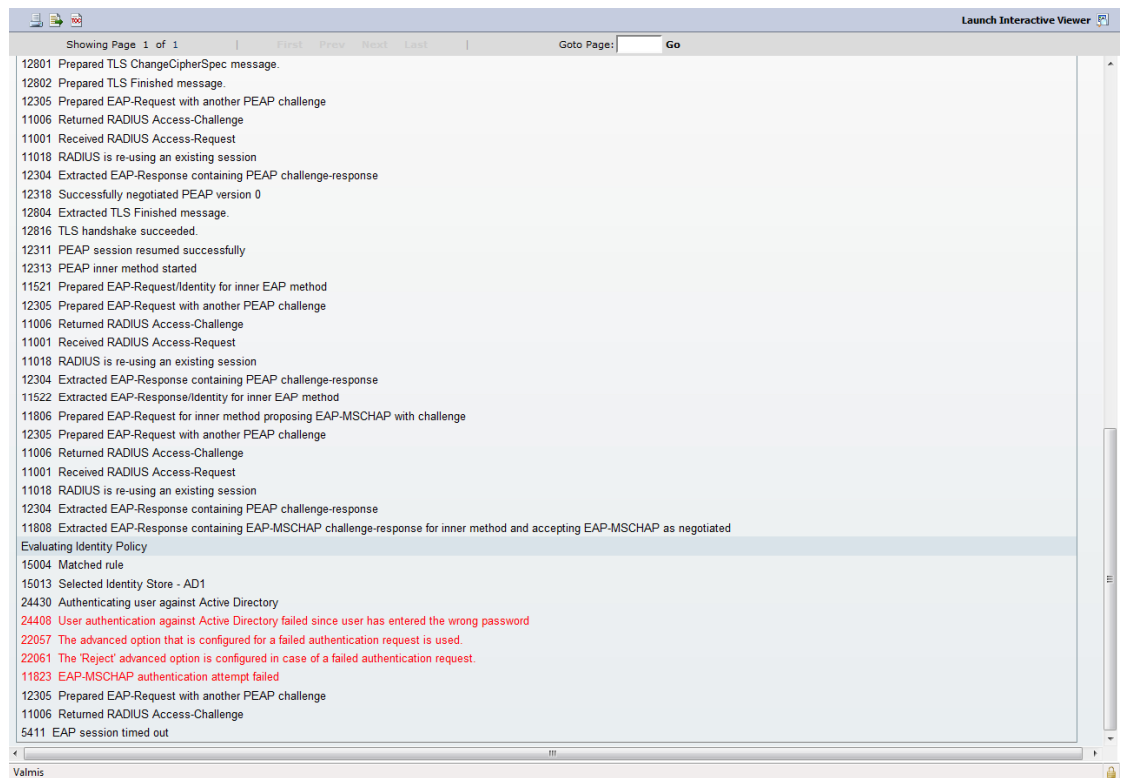 Launch Interactive Viewer
Showing Page 1 of 1 | First Prev Next Last | Goto Page: Go
12801 Prepared TLS ChangeCipherSpec message.
12802 Prepared TLS Finished message.
12305 Prepared EAP-Request with another PEAP challenge
11006 Returned RADIUS Access-Challenge
11001 Received RADIUS Access-Request
11018 RADIUS is re-using an existing session
12304 Extracted EAP-Response containing PEAP challenge-response
12318 Successfully negotiated PEAP version 0
12804 Extracted TLS Finished message.
12816 TLS handshake succeeded.
12311 PEAP session resumed successfully
12313 PEAP inner method started
11521 Prepared EAP-Request/Identity for inner EAP method
12305 Prepared EAP-Request with another PEAP challenge
11006 Returned RADIUS Access-Challenge
11001 Received RADIUS Access-Request
11018 RADIUS is re-using an existing session
12304 Extracted EAP-Response containing PEAP challenge-response
11522 Extracted EAP-Response/Identity for inner EAP method
11806 Prepared EAP-Request for inner method proposing EAP-MSCHAP with challenge
12305 Prepared EAP-Request with another PEAP challenge
11006 Returned RADIUS Access-Challenge
11001 Received RADIUS Access-Request
11018 RADIUS is re-using an existing session
12304 Extracted EAP-Response containing PEAP challenge-response
11808 Extracted EAP-Response containing EAP-MSCHAP challenge-response for inner method and accepting EAP-MSCHAP as negotiated
Evaluating Identity Policy
15004 Matched rule
15013 Selected Identity Store - AD1
24430 Authenticating user against Active Directory
24408 User authentication against Active Directory failed since user has entered the wrong password
22057 The advanced option that is configured for a failed authentication request is used.
22061 The 'Reject' advanced option is configured in case of a failed authentication request.
11823 EAP-MSCHAP authentication attempt failed
12305 Prepared EAP-Request with another PEAP challenge
11006 Returned RADIUS Access-Challenge
5411 EAP session timed out
Valmis